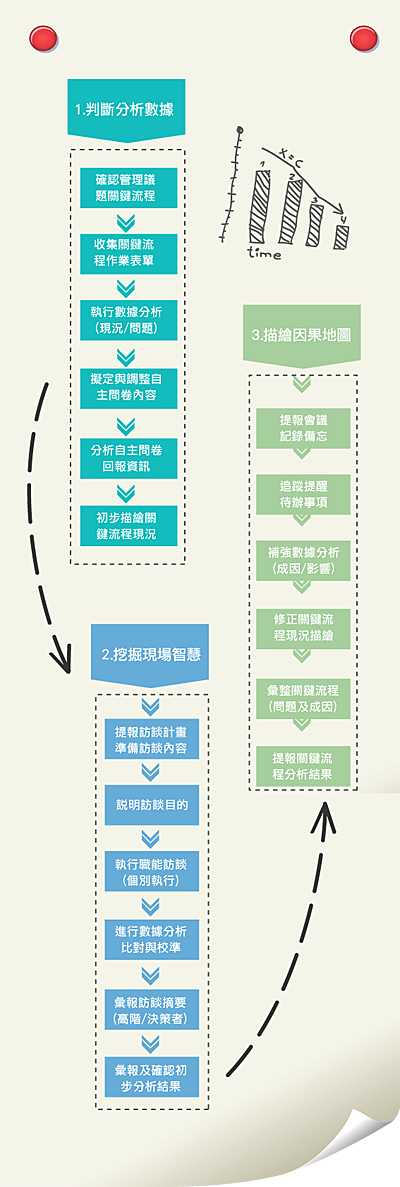 1.判斷分析數據
確認管理議
題關鍵流程
收集關鍵流
程作業表單
執行數據分析
(現況/問題)
擬定與調整自
主問卷內容
分析自主問卷
回報資訊
初步描繪關
鍵流程現況
2.挖掘現場智慧
提報訪談計畫
準備訪談內容
説明訪談目的
執行職能訪談
(個別執行)
進行數據分析
比對與校準
彙報訪談摘要
(高階/決策者)
彙報及確認初
步分析結果
X=C
1
2
3
4
time
3.描繪因果地圖
提報會議
記錄備忘
追蹤提醒
待辦事項
補強數據分析
(成因/影響)
修正關鍵流
程現況描繪
彙整關鍵流程
(問題及成因)
提報關鍵流
程分析結果